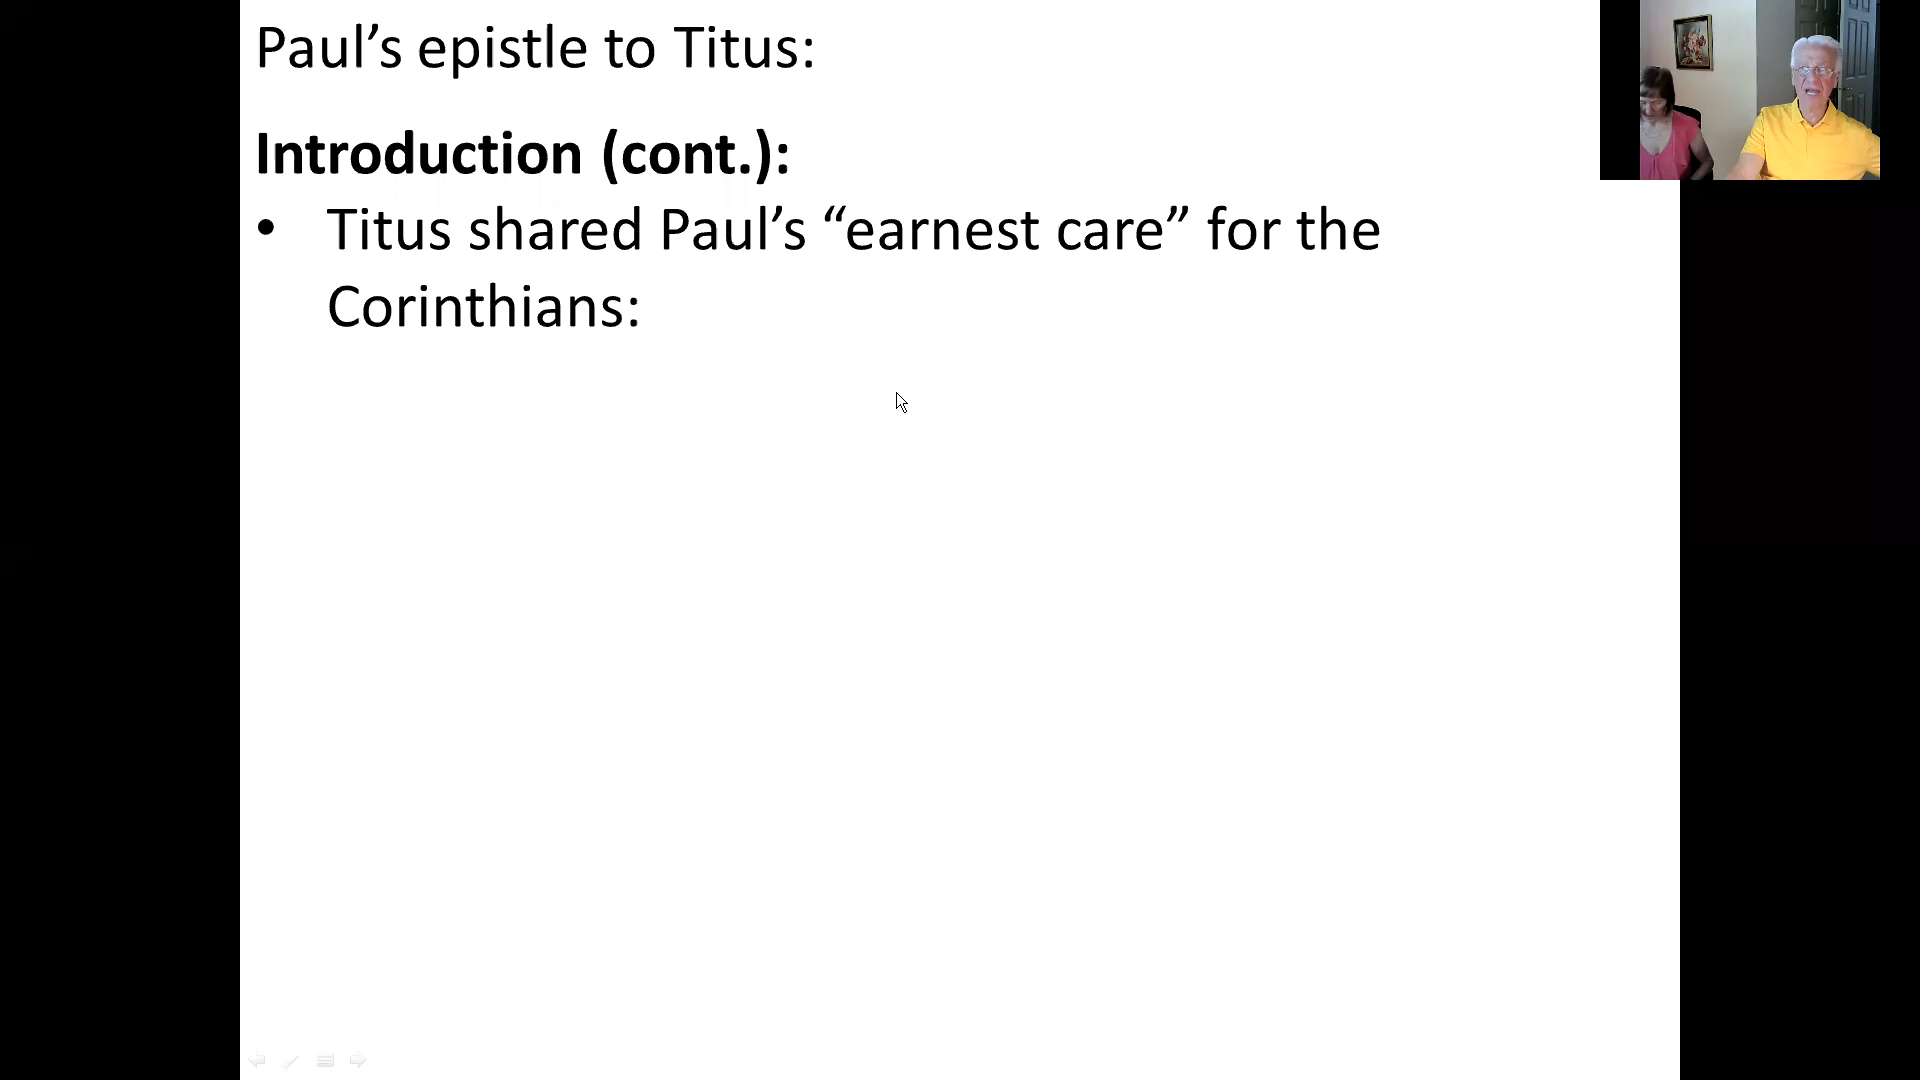 Paul’s epistle to Titus:
Introduction (cont.):
• Titus shared Paul’s “earnest care” for the
Corinthians: